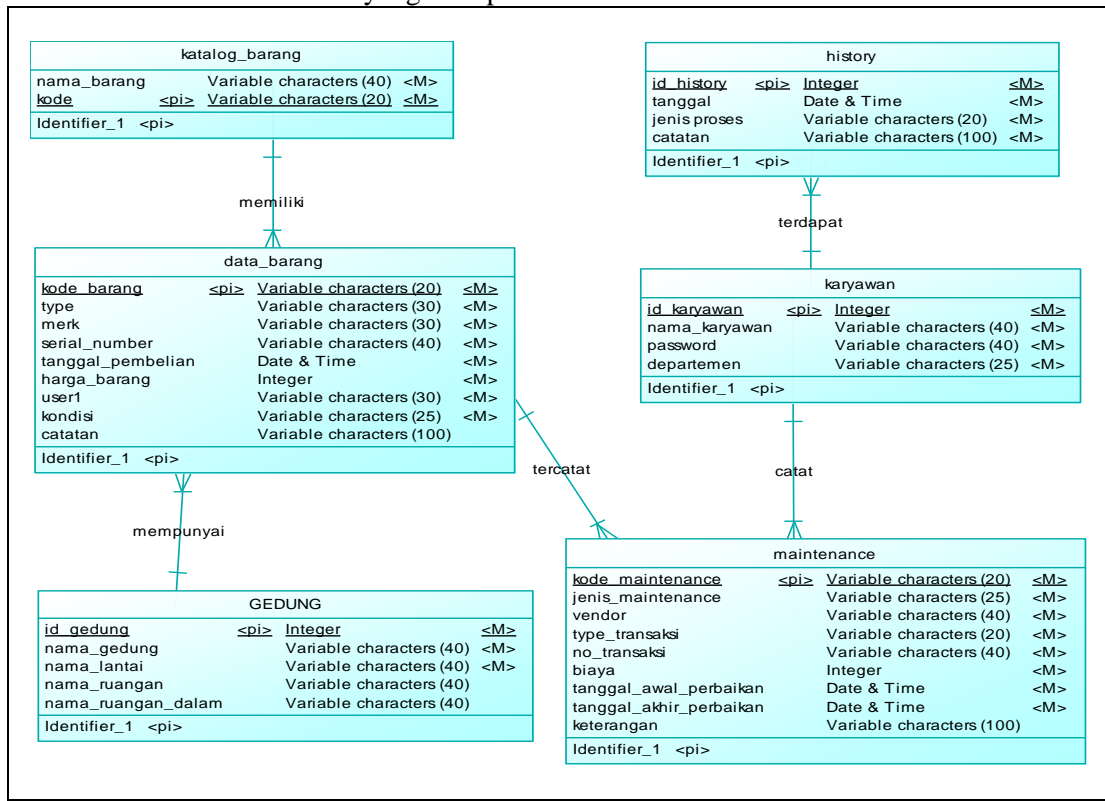 katalog_barang
nama_barang Variable characters (40) <M>
kode <pi> Variable characters (20) <M>
Identifier_1 <pi>
memiliki
data_barang
kode_barang <pi> Variable characters (20) <M>
type Variable characters (30) <M>
merk Variable characters (30) <M>
serial_number Variable characters (40) <M>
tanggal_pembelian Date & Time <M>
harga_barang Integer <M>
user1 Variable characters (30) <M>
kondisi Variable characters (25) <M>
catatan Variable characters (100)
Identifier_1 <pi>
mempunyai
GEDUNG
id_gedung <pi> Integer <M>
nama_gedung Variable characters (40) <M>
nama_lantai Variable characters (40) <M>
nama_ruangan Variable characters (40)
nama_ruangan_dalam Variable characters (40)
Identifier_1 <pi>
history
id_history <pi> Integer <M>
tanggal Date & Time <M>
jenis proses Variable characters (20) <M>
catatan Variable characters (100) <M>
Identifier_1 <pi>
terdapat
karyawan
id_karyawan <pi> Integer <M>
nama_karyawan Variable characters (40) <M>
password Variable characters (40) <M>
departemen Variable characters (25) <M>
Identifier_1 <pi>
tercatat
catat
maintenance
kode_maintenance <pi> Variable characters (20) <M>
jenis_maintenance Variable characters (25) <M>
vendor Variable characters (40) <M>
type_transaksi Variable characters (20) <M>
no_transaksi Variable characters (40) <M>
biaya Integer <M>
tanggal_awal_perbaikan Date & Time <M>
tanggal_akhir_perbaikan Date & Time <M>
keterangan Variable characters (100)
Identifier_1 <pi>